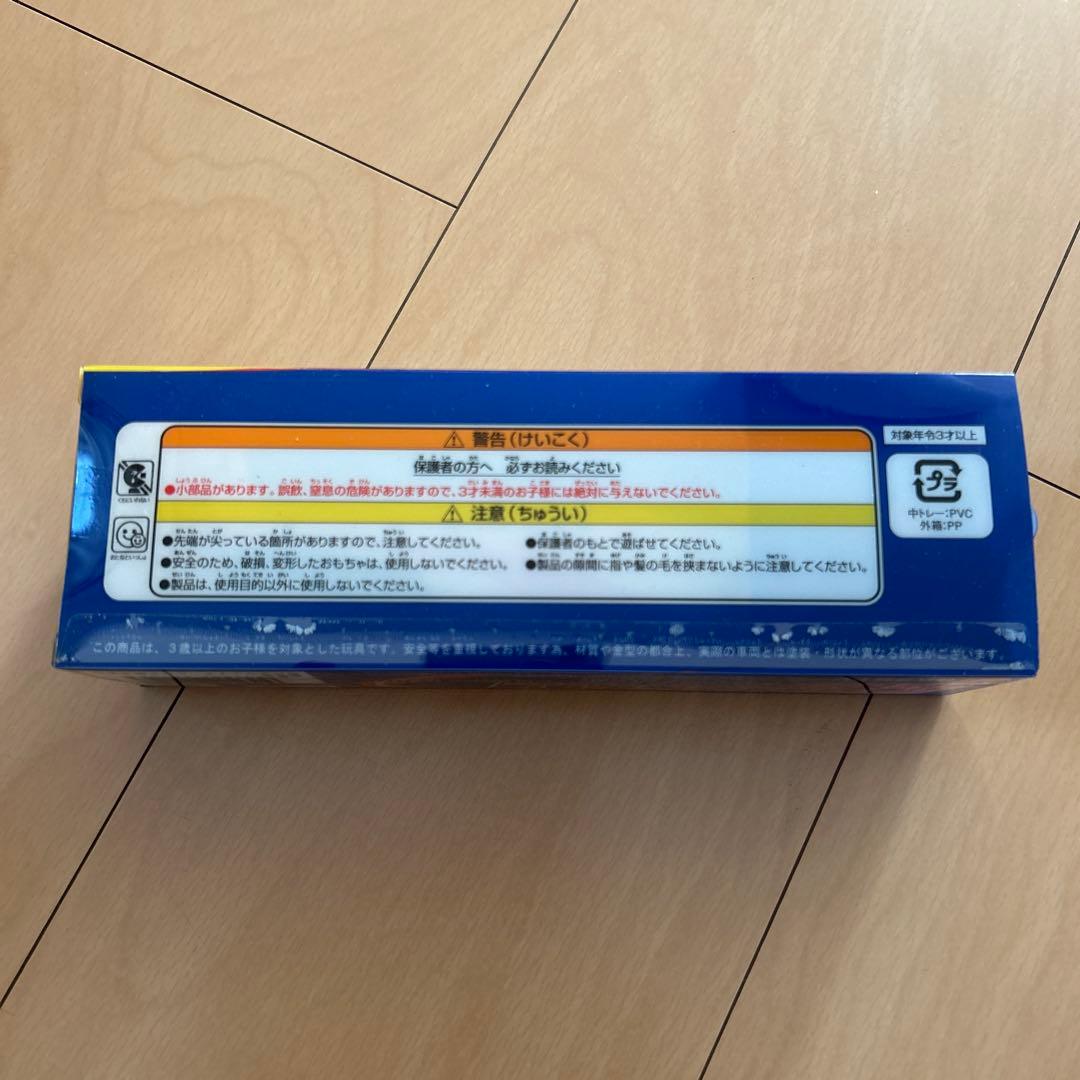 警告(けいこく)
保護者の方へ 必ずお読みください
●小部品があります。誤飲、窒息の危険がありますので、3才未満のお子様には絶対に与えないでください。
注意(ちゅうい)
●先端が尖っている箇所がありますので、注意してください。
●安全のため、破損、変形したおもちゃは、使用しないでください。
●製品は、使用目的以外に使用しないでください。
●保護者のもとで遊ばせてください。
●製品の隙間に指や髪の毛を挟まないように注意してください。
対象年令3才以上
プラ
中トレー:PVC
外箱:PP
この商品は、3歳以上のお子様を対象とした玩具です。安全等を重視しております為、材質や金型の都合上、実際の車両とは塗装・形状が異なる部位がございます。